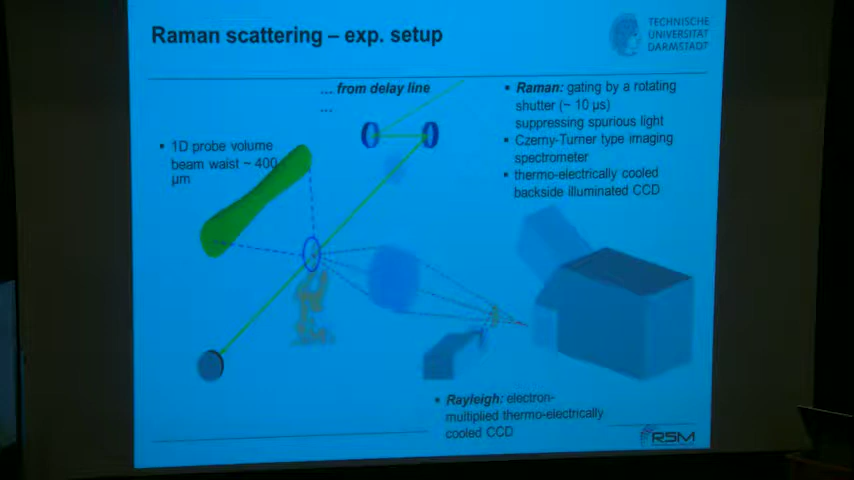 Raman scattering – exp. setup
TECHNISCHE
UNIVERSITÄT
DARMSTADT
... from delay line
...
▪ 1D probe volume
beam waist ~ 400
µm
▪ Raman: gating by a rotating
shutter (~ 10 µs)
suppressing spurious light
▪ Czerny-Turner type imaging
spectrometer
▪ thermo-electrically cooled
backside illuminated CCD
▪ Rayleigh: electron-
multiplied thermo-electrically
cooled CCD
RSM